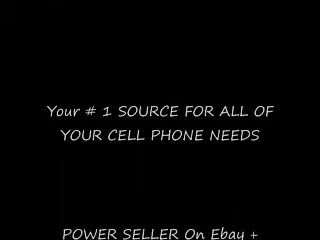 Your # 1 SOURCE FOR ALL OF
YOUR CELL PHONE NEEDS
POWER SELLER On Ebay +